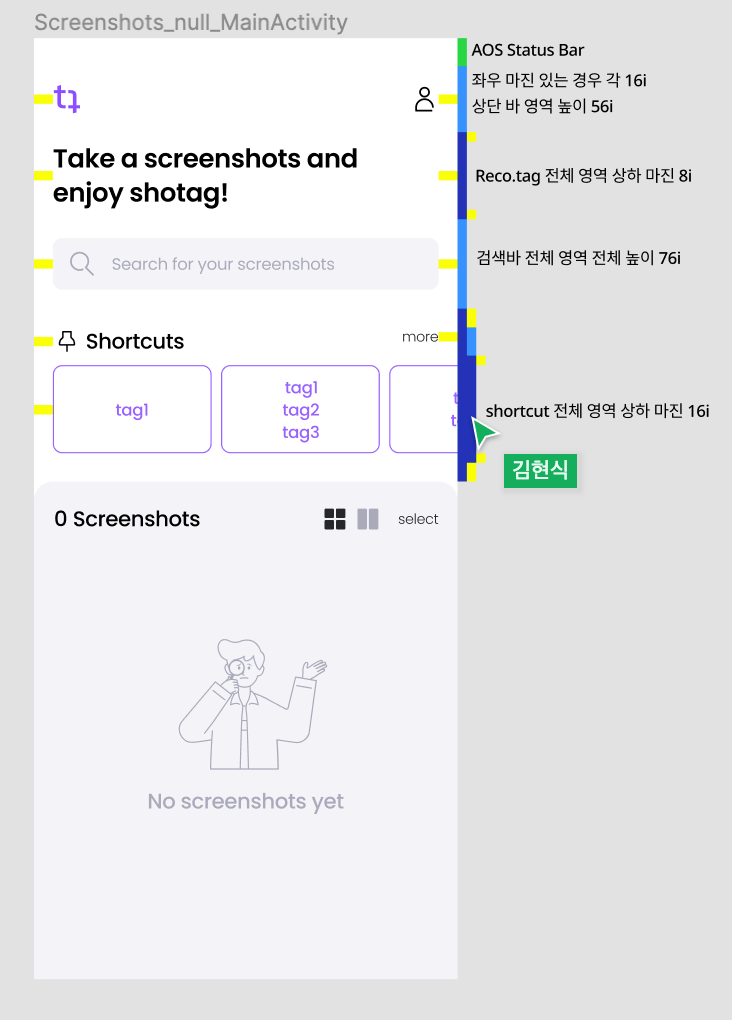 Screenshots_null_MainActivity
AOS Status Bar
좌우 마진 있는 경우 각 16i
상단 바 영역 높이 56i
Take a screenshots and
enjoy shotag!
Reco.tag 전체 영역 상하 마진 8i
Search for your screenshots
검색바 전체 영역 전체 높이 76i
Shortcuts
more
tag1
tag1
tag2
tag3
shortcut 전체 영역 상하 마진 16i
김현식
0 Screenshots
select
No screenshots yet